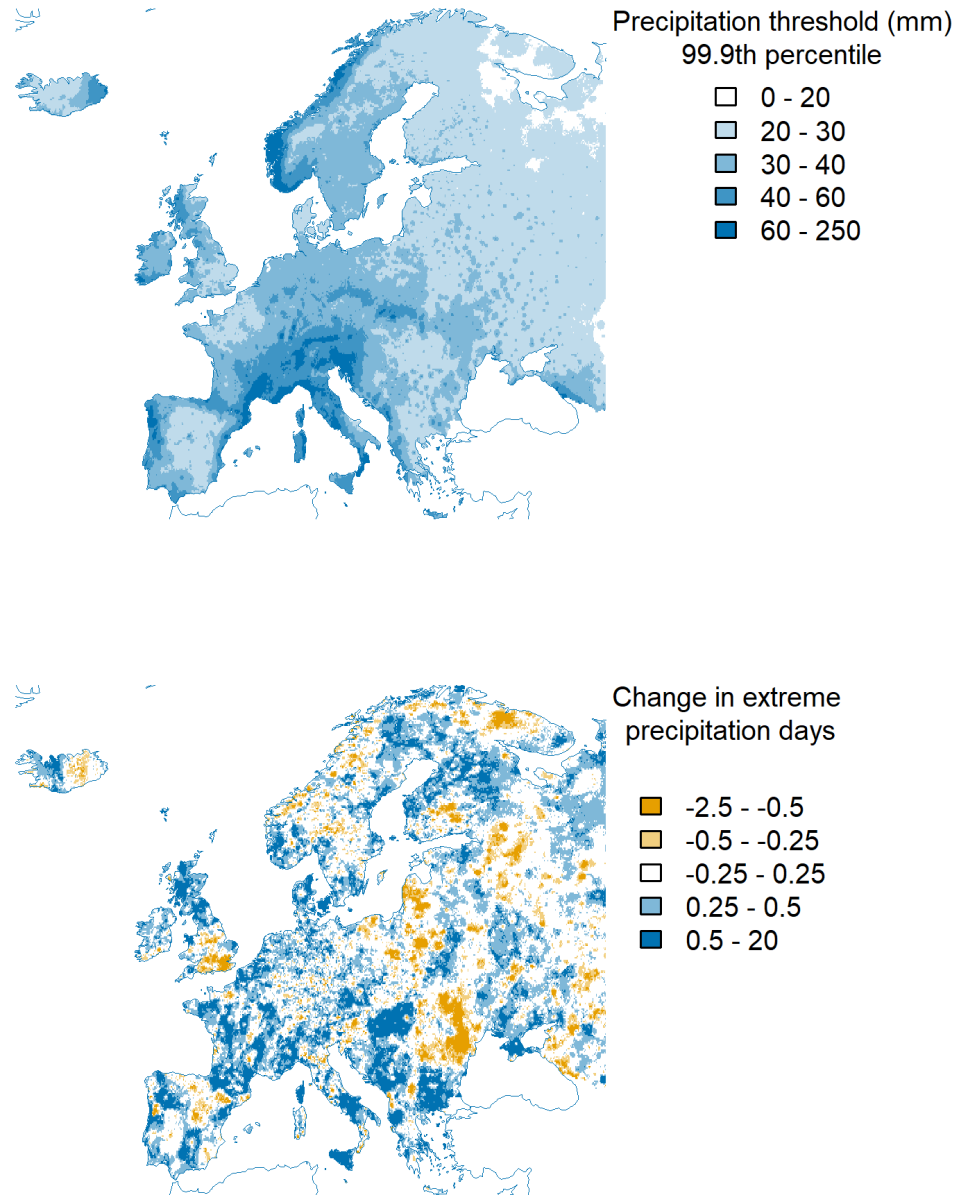 Precipitation threshold (mm)
99.9th percentile
0 - 20
20 - 30
30 - 40
40 - 60
60 - 250
Change in extreme
precipitation days
-2.5 - -0.5
-0.5 - -0.25
-0.25 - 0.25
0.25 - 0.5
0.5 - 20